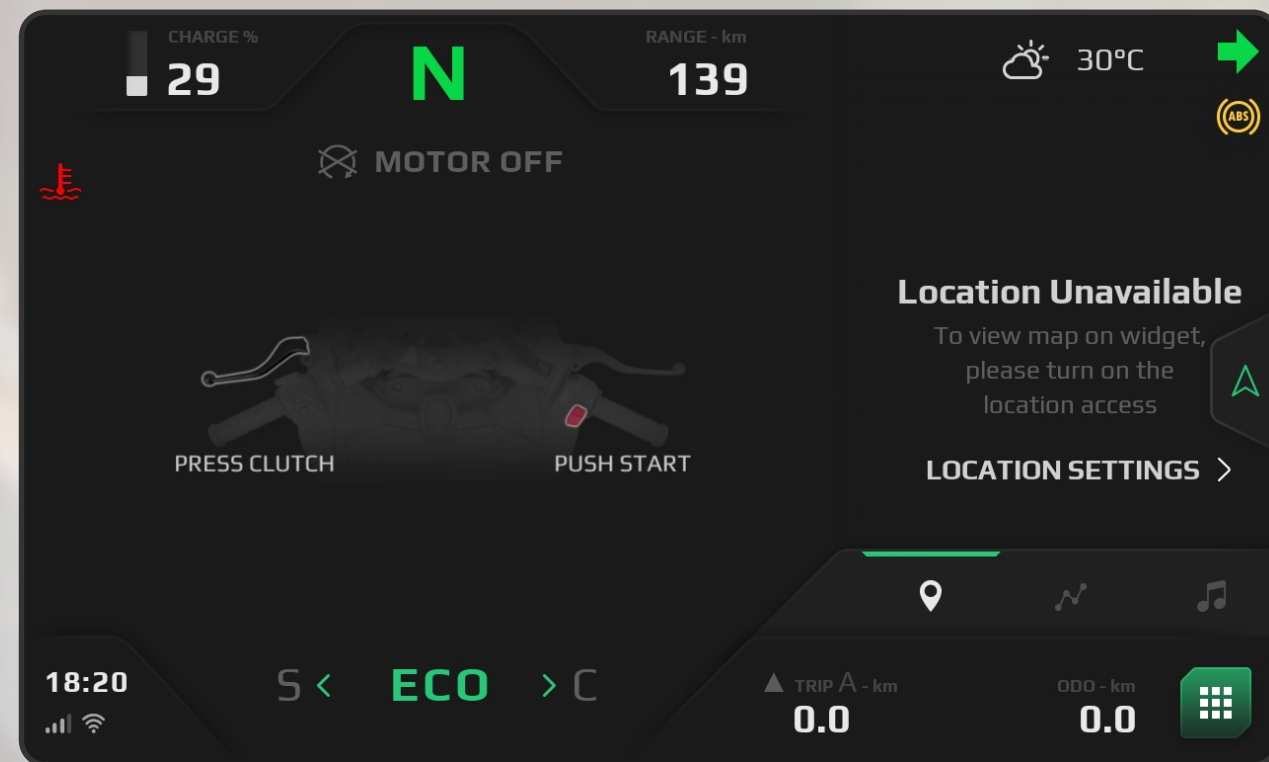 CHARGE %
29
N
RANGE - km
139
30°C
ABS
MOTOR OFF
Location Unavailable
To view map on widget,
please turn on the
location access
PRESS CLUTCH
PUSH START
LOCATION SETTINGS
18:20
S < ECO > C
TRIP A - km
0.0
ODO - km
0.0